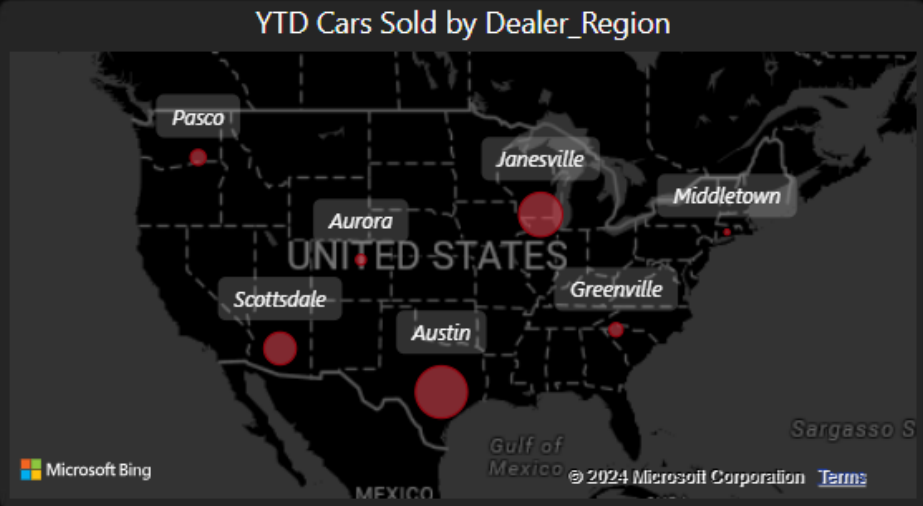 YTD Cars Sold by Dealer_Region
Pasco
Janesville
Middletown
Aurora
UNITED STATES
Scottsdale
Greenville
Austin
Sargasso S
Gulf of
Mexico
Microsoft Bing
© 2024 Microsoft Corporation Terms
MEXICO